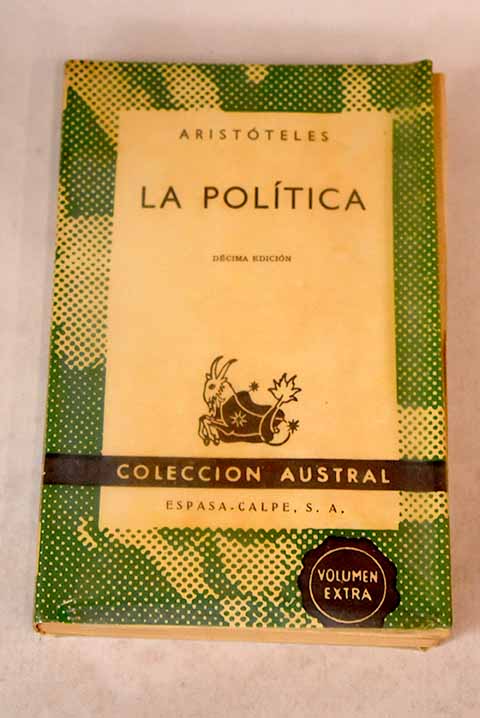 ARISTÓTELES
LA POLÍTICA
DÉCIMA EDICIÓN
COLECCION AUSTRAL
ESPASA-CALPE, S. A.
VOLUMEN
EXTRA